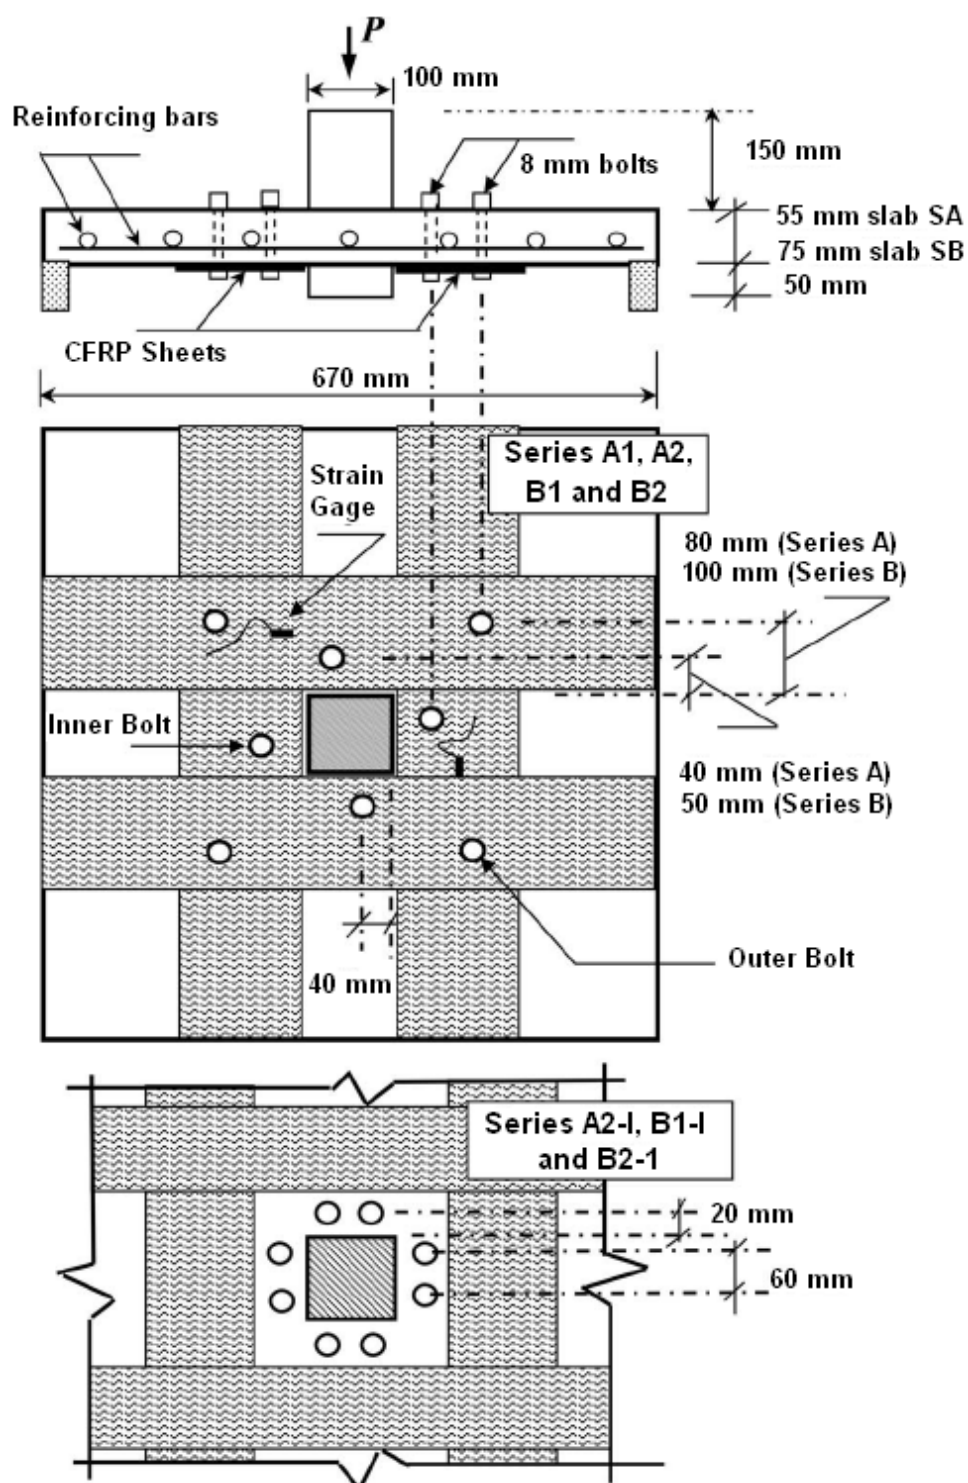 P
100 mm
Reinforcing bars
8 mm bolts
150 mm
55 mm slab SA
75 mm slab SB
50 mm
CFRP Sheets
670 mm
Series A1, A2,
B1 and B2
Strain
Gage
80 mm (Series A)
100 mm (Series B)
Inner Bolt
40 mm (Series A)
50 mm (Series B)
Outer Bolt
40 mm
Series A2-I, B1-I
and B2-1
20 mm
60 mm